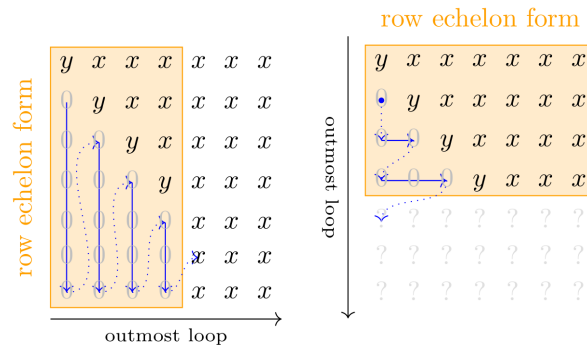 row echelon form
y x x x x x x
0 y x x x x x
0 0 y x x x x
0 0 0 y x x x
0 0 0 0 x x x
0 0 0 0 x x x
0 0 0 0 x x x
outmost loop
row echelon form
outmost loop
y x x x x x x
0 y x x x x x
0 0 y x x x x
0 0 0 y x x x
? ? ? ? ? ? ?
? ? ? ? ? ? ?
? ? ? ? ? ? ?